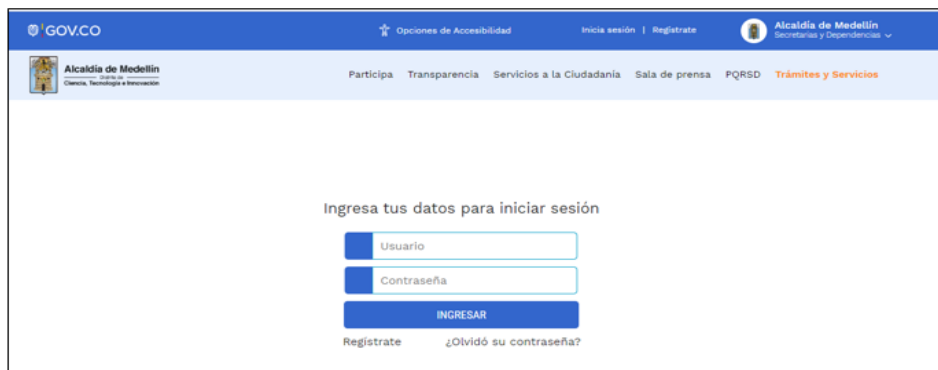 GOV.CO
Opciones de Accesibilidad
Inicia sesión | Regístrate
Alcaldía de Medellín
Secretarías y Dependencias
Alcaldía de Medellín
Distrito de
Ciencia, Tecnología e Innovación
Participa Transparencia Servicios a la Ciudadanía Sala de prensa PQRSD Trámites y Servicios
Ingresa tus datos para iniciar sesión
Usuario
Contraseña
INGRESAR
Regístrate ¿Olvidó su contraseña?